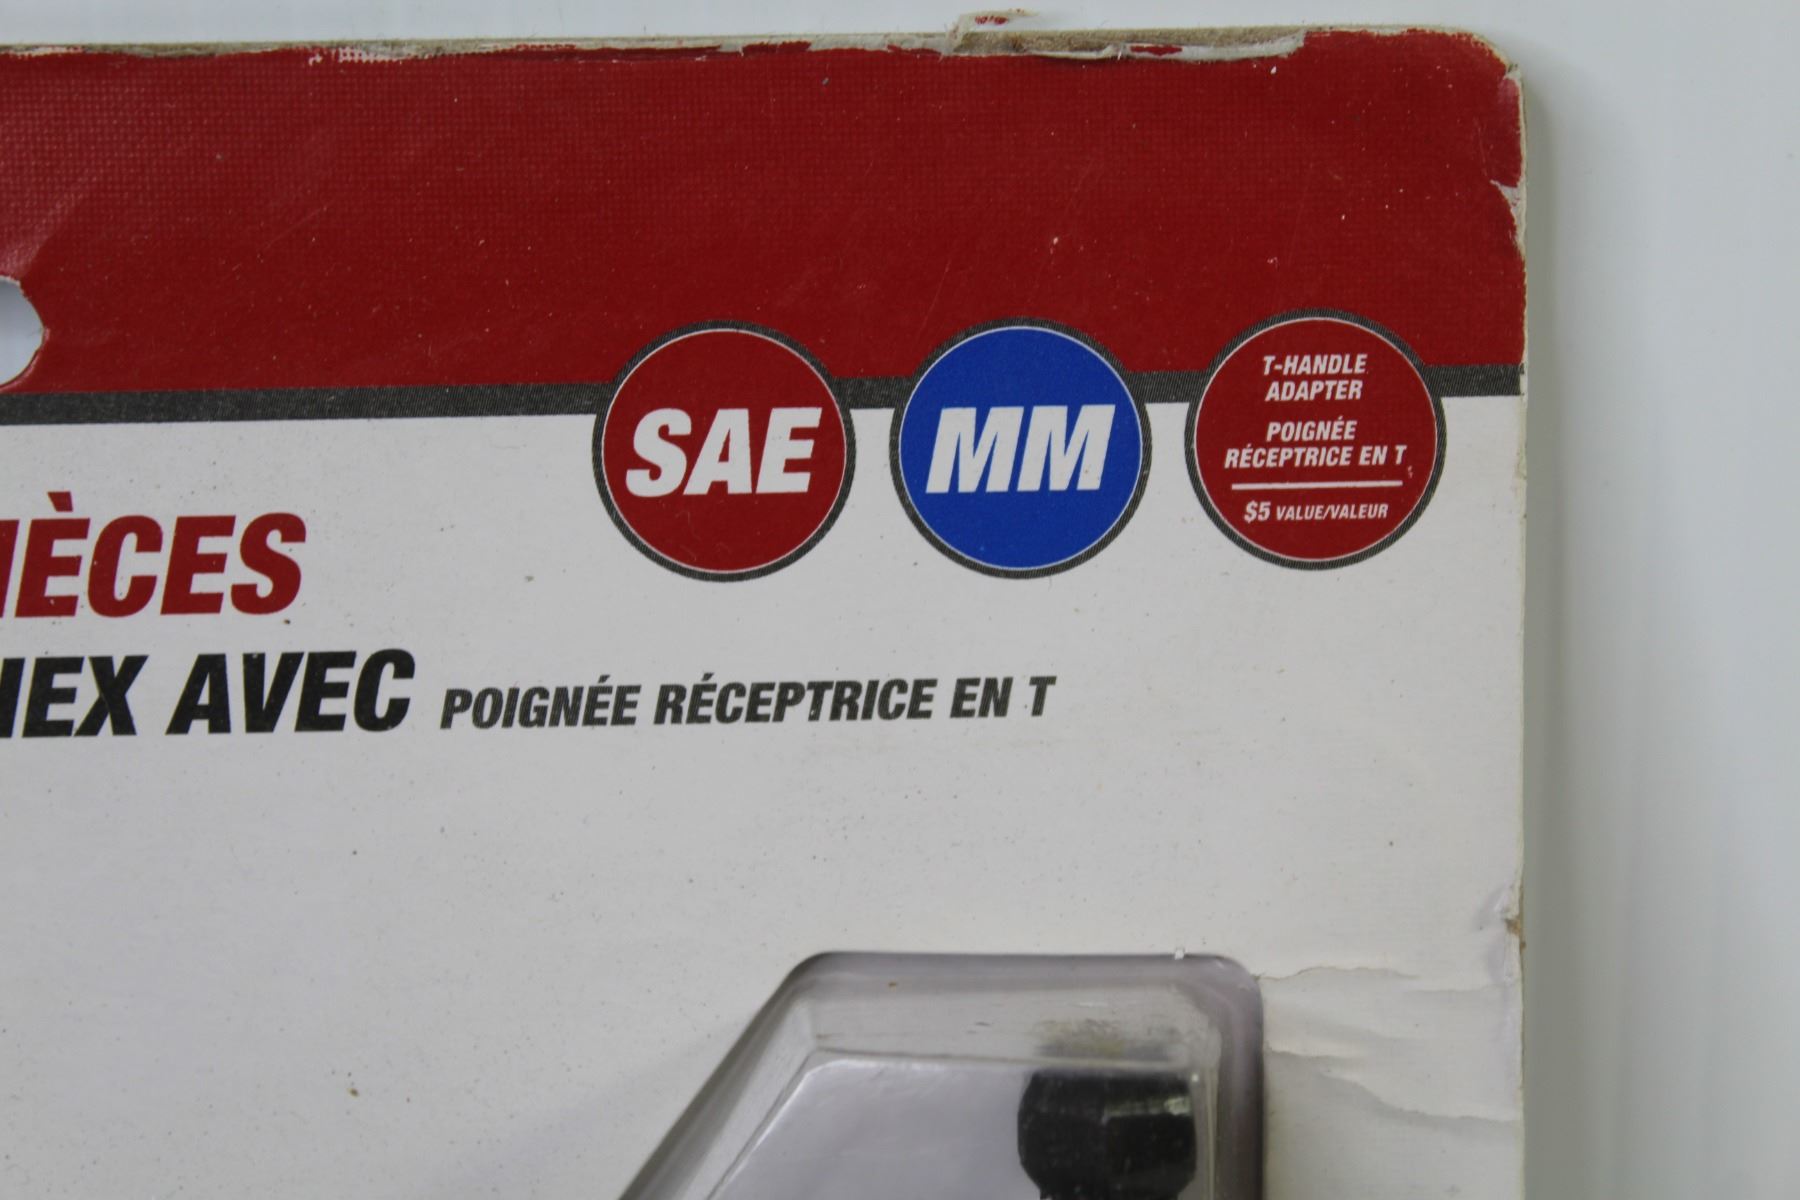 SAE
MM
T-HANDLE
ADAPTER
POIGNÉE
RÉCEPTRICE EN T
$5 VALUE/VALEUR
IÈCES
HEX AVEC POIGNÉE RÉCEPTRICE EN T